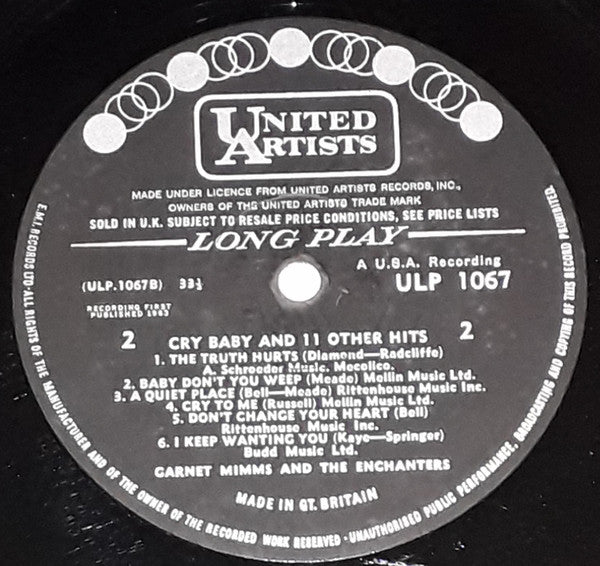 UNITED
ARTISTS
MADE UNDER LICENCE FROM UNITED ARTISTS RECORDS, INC.,
OWNERS OF THE UNITED ARTISTS TRADE MARK
SOLD IN U.K. SUBJECT TO RESALE PRICE CONDITIONS, SEE PRICE LISTS
LONG PLAY
A U.S.A. Recording
(ULP.1067B) 33⅓
ULP 1067
RECORDING FIRST
PUBLISHED 1963
2 CRY BABY AND 11 OTHER HITS 2
1. THE TRUTH HURTS (Diamond—Radcliffe)
A. Schroeder Music. Mecolico.
2. BABY DON'T YOU WEEP (Meade) Mellin Music Ltd.
3. A QUIET PLACE (Bell—Meade) Rittenhouse Music Inc.
4. CRY TO ME (Russell) Mellin Music Ltd.
5. DON'T CHANGE YOUR HEART (Bell)
Rittenhouse Music Inc.
6. I KEEP WANTING YOU (Kaye—Springer)
Budd Music Ltd.
GARNET MIMMS AND THE ENCHANTERS
MADE IN GT. BRITAIN
E.M.I. RECORDS LTD·ALL RIGHTS OF THE MANUFACTURER AND OF THE OWNER OF THE RECORDED WORK RESERVED·UNAUTHORISED PUBLIC PERFORMANCE, BROADCASTING AND COPYING OF THIS RECORD PROHIBITED.